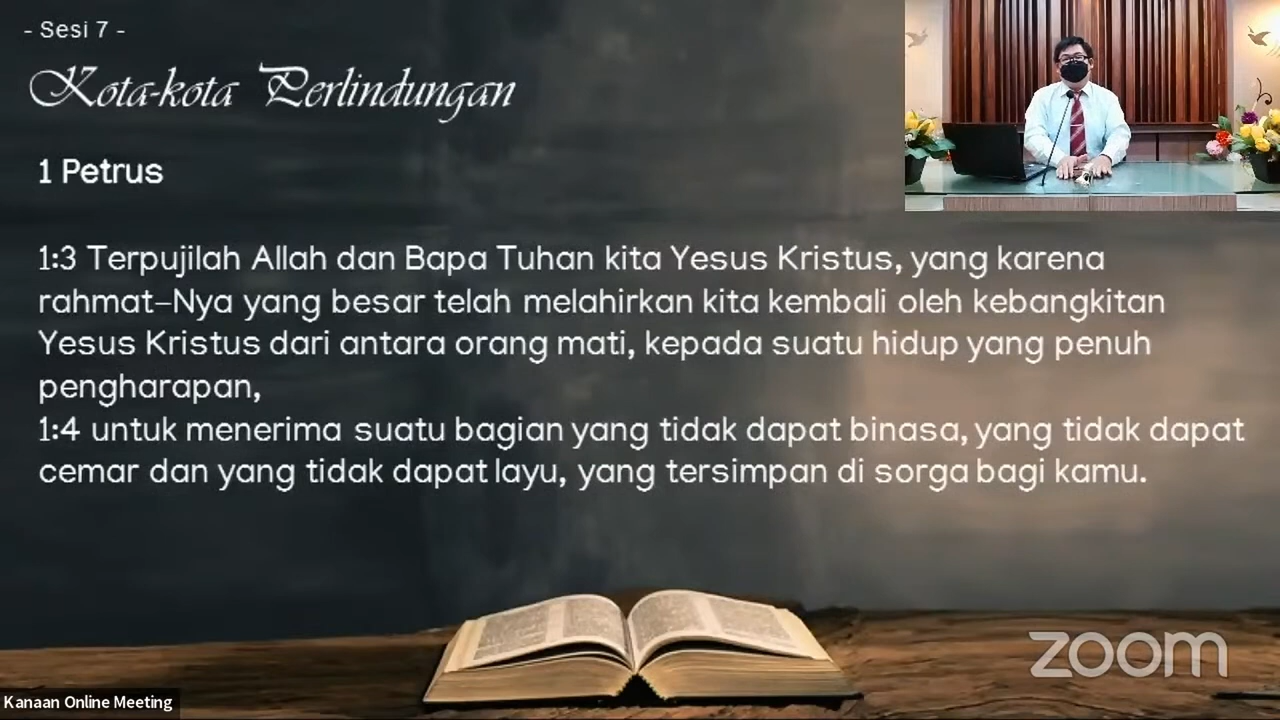 - Sesi 7 -
Kota-kota Perlindungan
1 Petrus
1:3 Terpujilah Allah dan Bapa Tuhan kita Yesus Kristus, yang karena
rahmat-Nya yang besar telah melahirkan kita kembali oleh kebangkitan
Yesus Kristus dari antara orang mati, kepada suatu hidup yang penuh
pengharapan,
1:4 untuk menerima suatu bagian yang tidak dapat binasa, yang tidak dapat
cemar dan yang tidak dapat layu, yang tersimpan di sorga bagi kamu.
zoom
Kanaan Online Meeting